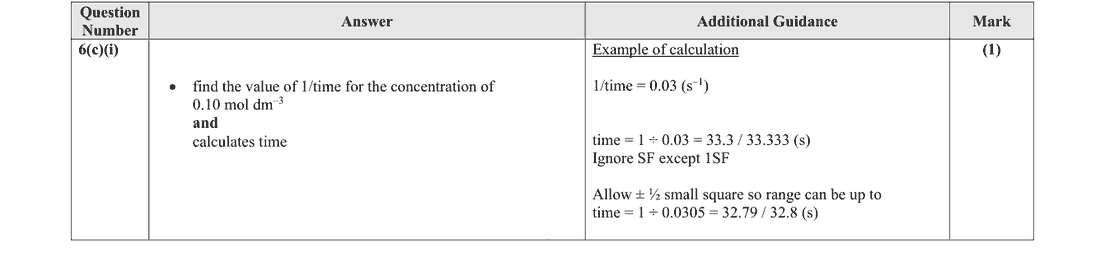 Question Number
Answer
Additional Guidance
Mark
6(c)(i)
• find the value of 1/time for the concentration of
0.10 mol dm⁻³
and
calculates time
Example of calculation
1/time = 0.03 (s⁻¹)
time = 1 ÷ 0.03 = 33.3 / 33.333 (s)
Ignore SF except 1SF
Allow ± ½ small square so range can be up to
time = 1 ÷ 0.0305 = 32.79 / 32.8 (s)
(1)